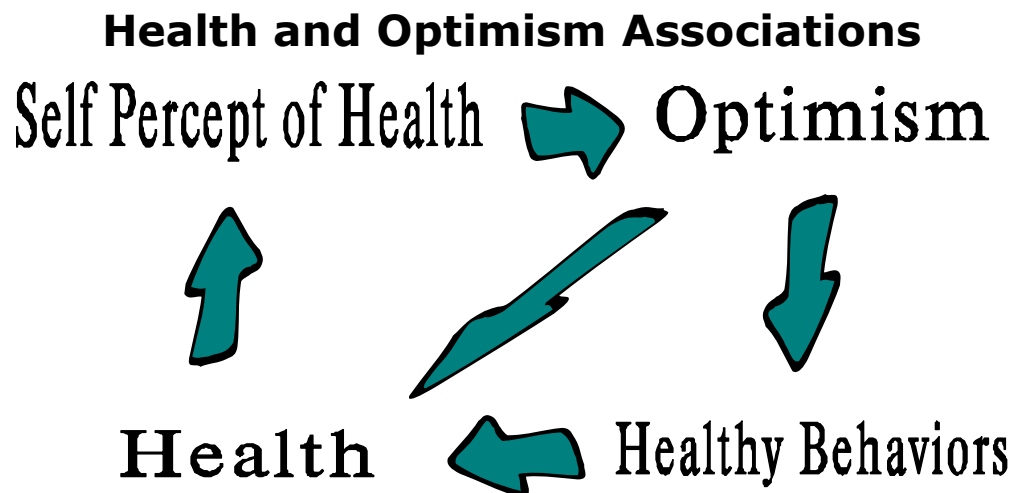 Health and Optimism Associations
Self Percept of Health
Optimism
Health
Healthy Behaviors